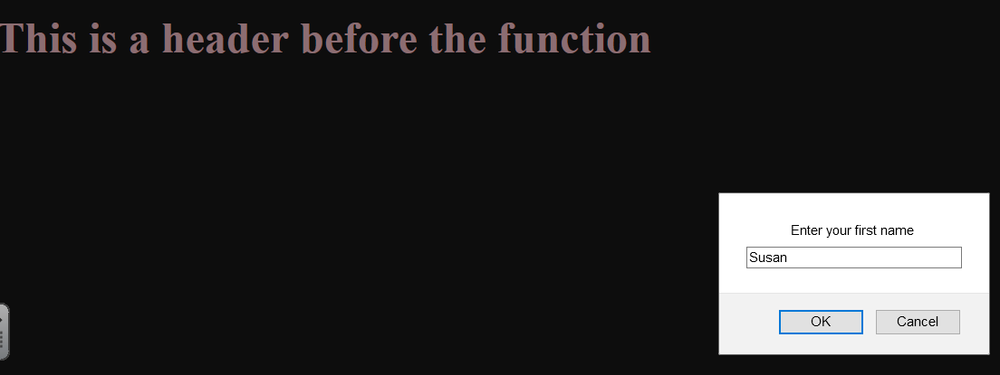 This is a header before the function
Enter your first name
Susan
OK Cancel